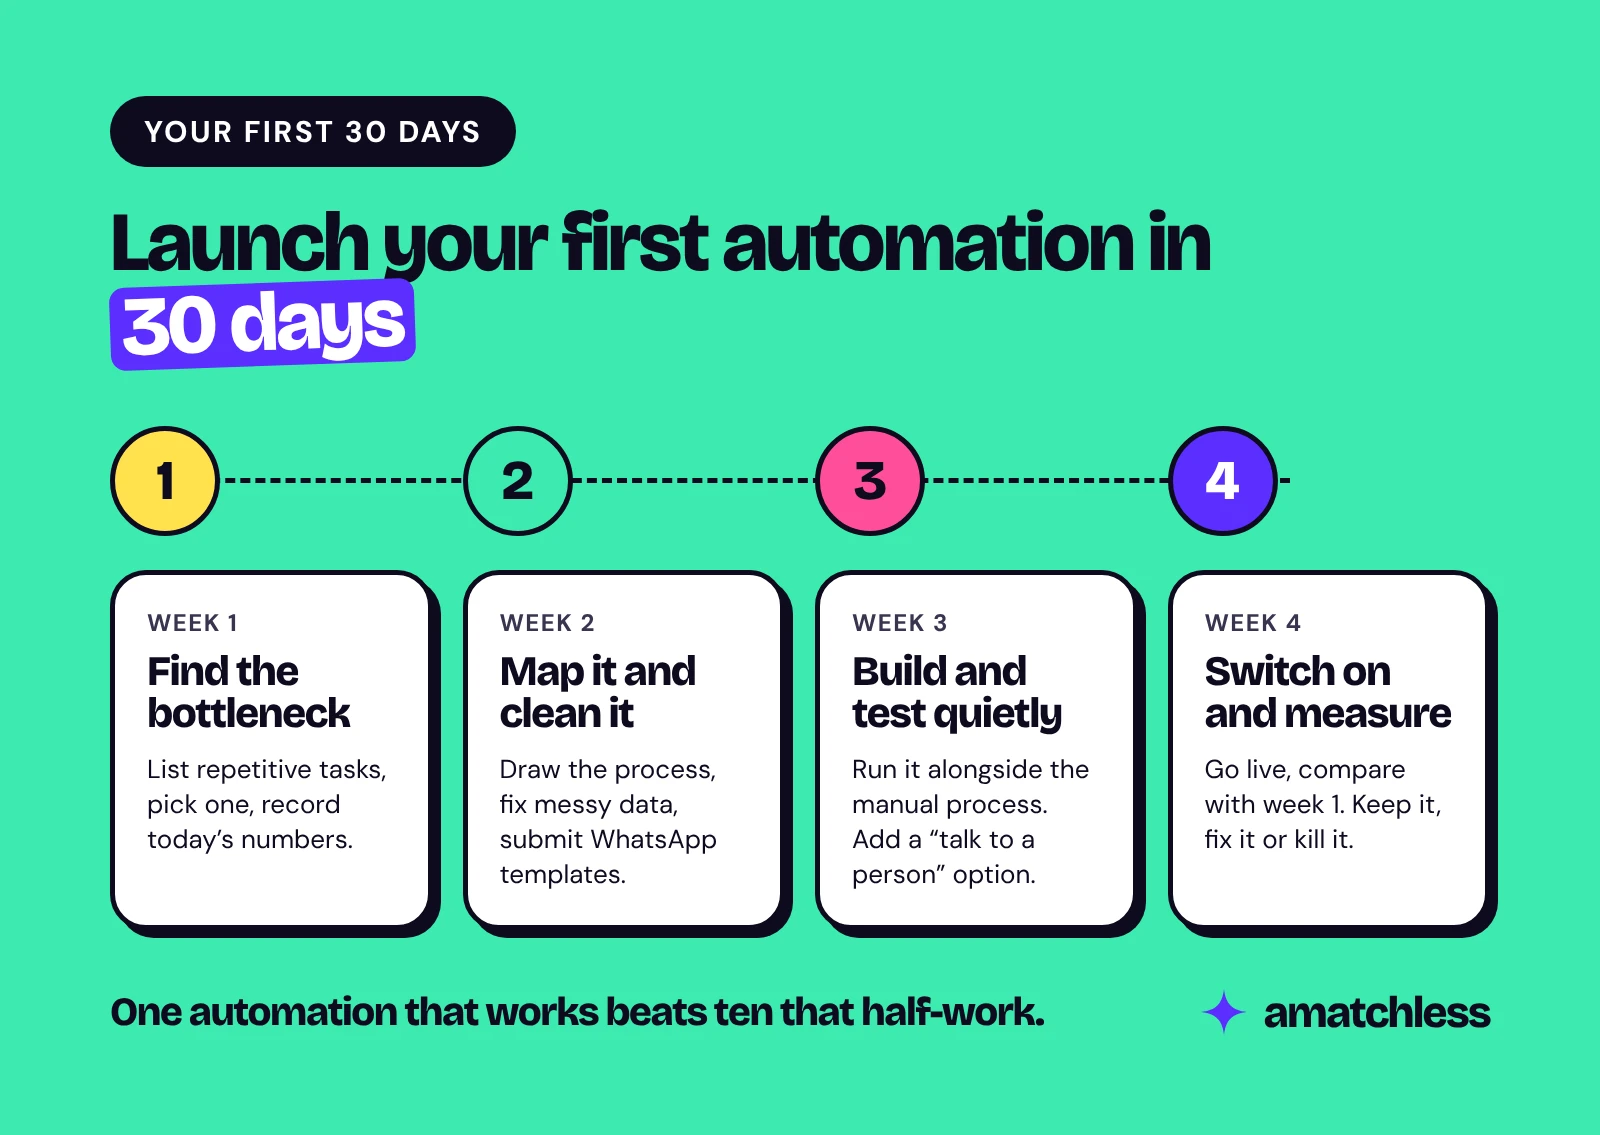 YOUR FIRST 30 DAYS
Launch your first automation in
30 days
1
2
3
4
WEEK 1
Find the
bottleneck
List repetitive tasks,
pick one, record
today’s numbers.
WEEK 2
Map it and
clean it
Draw the process,
fix messy data,
submit WhatsApp
templates.
WEEK 3
Build and
test quietly
Run it alongside the
manual process.
Add a “talk to a
person” option.
WEEK 4
Switch on
and measure
Go live, compare
with week 1. Keep it,
fix it or kill it.
One automation that works beats ten that half-work.
amatchless